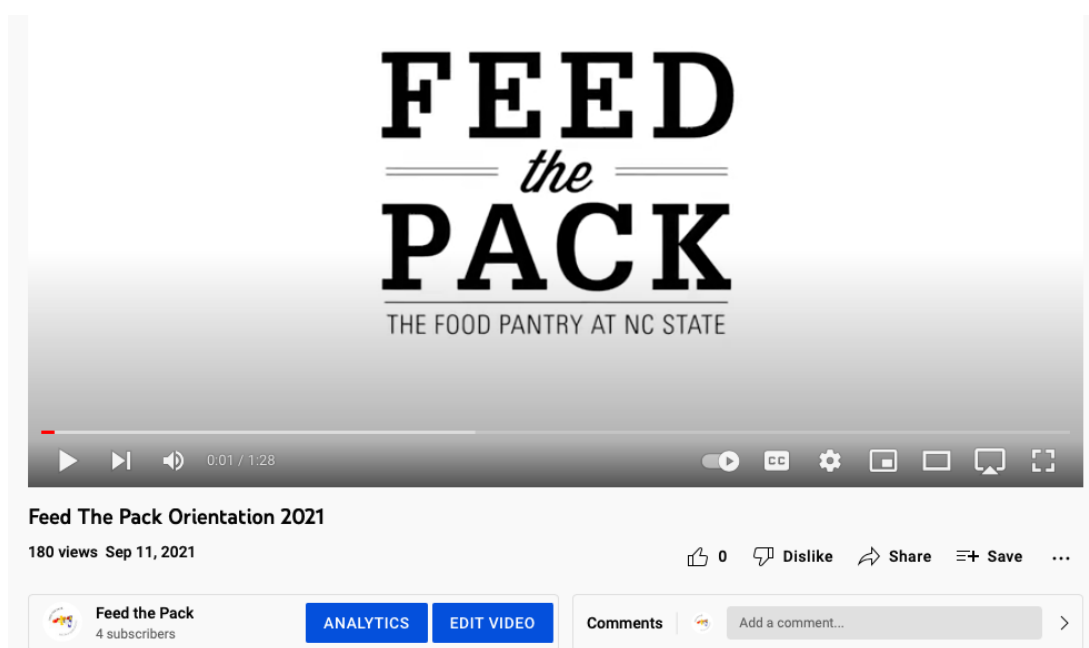 FEED
the
PACK
THE FOOD PANTRY AT NC STATE
0:01 / 1:28
CC
Feed The Pack Orientation 2021
180 views Sep 11, 2021
0 Dislike Share Save ...
Feed the Pack
4 subscribers
ANALYTICS EDIT VIDEO
Comments Add a comment...